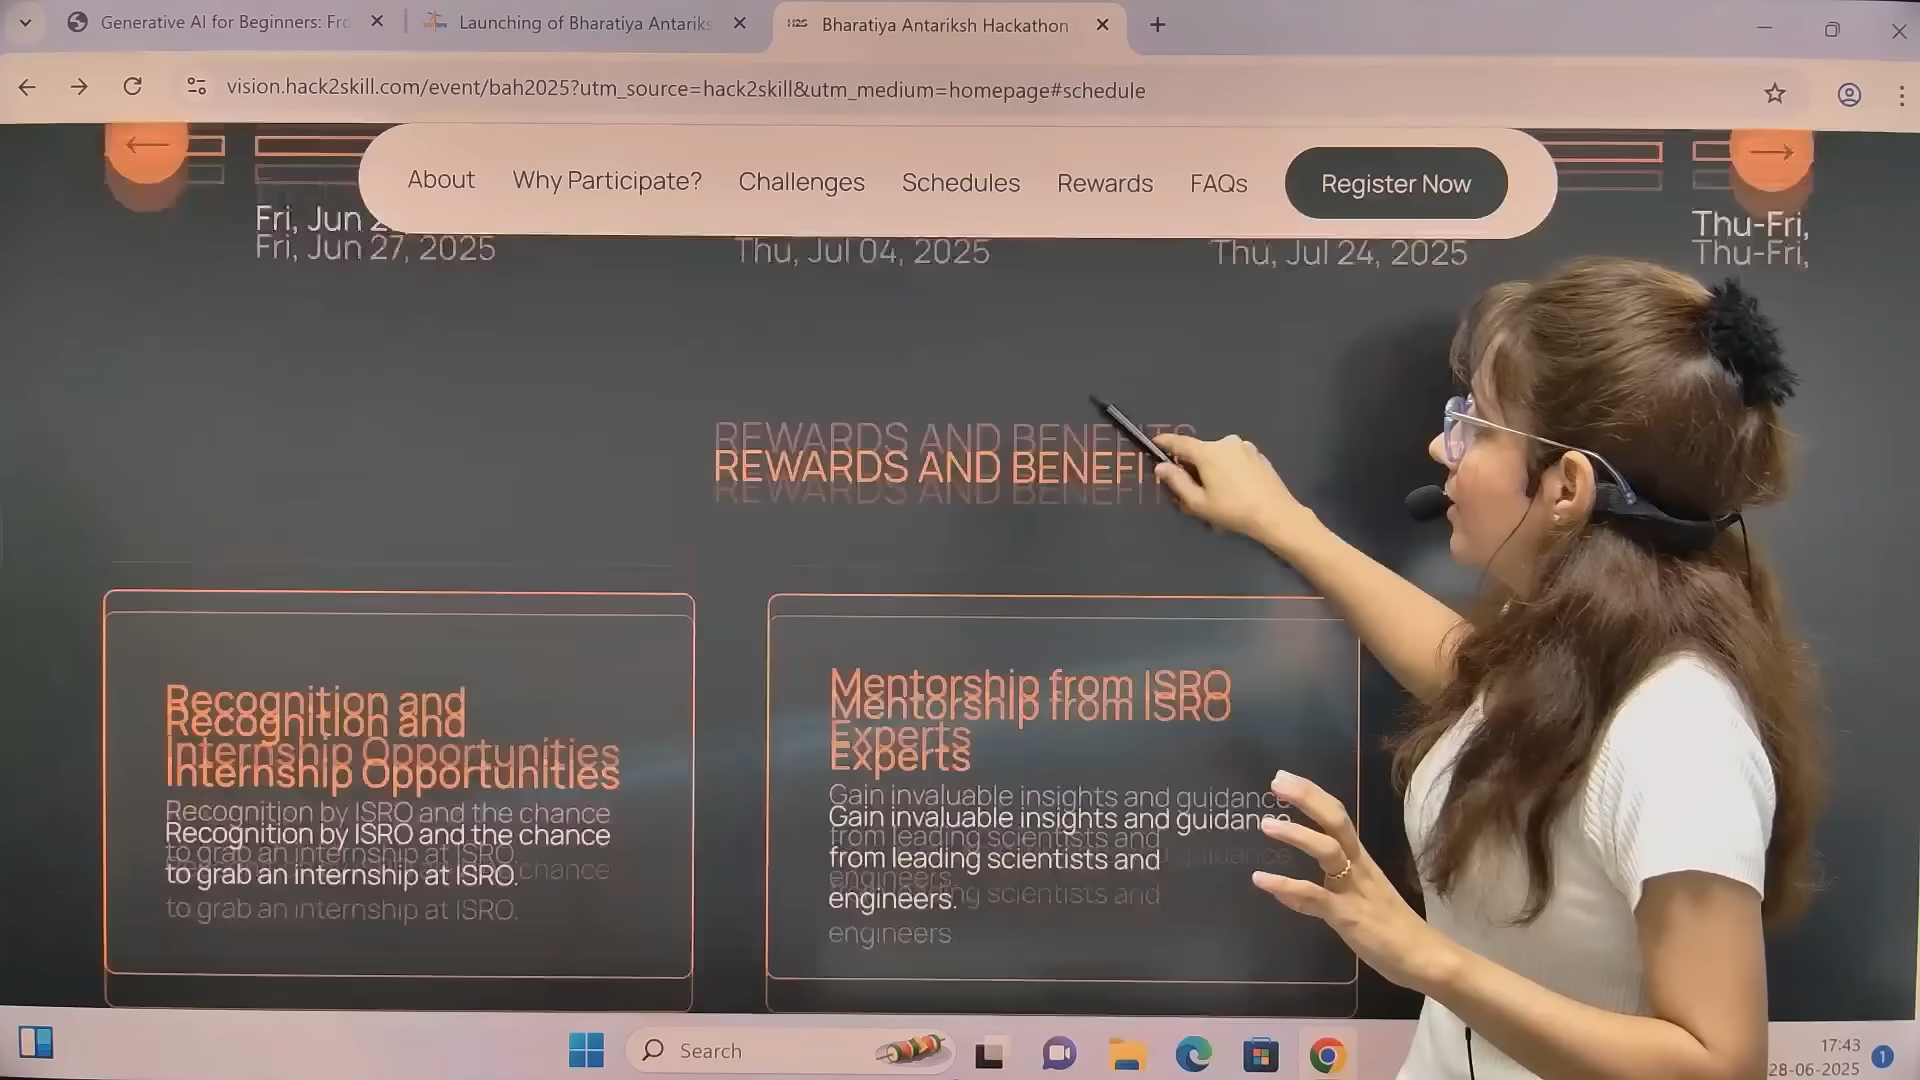 Generative AI for Beginners: Fr
Launching of Bharatiya Antariks
H2S Bharatiya Antariksh Hackathon
vision.hack2skill.com/event/bah2025?utm_source=hack2skill&utm_medium=homepage#schedule
About Why Participate? Challenges Schedules Rewards FAQs Register Now
Fri, Jun 27, 2025 Thu, Jul 04, 2025 Thu, Jul 24, 2025 Thu-Fri,
REWARDS AND BENEFITS
Recognition and
Internship Opportunities
Recognition by ISRO and the chance
to grab an internship at ISRO.
Mentorship from ISRO
Experts
Gain invaluable insights and guidance
from leading scientists and
engineers.
Search
17:43
28-06-2025
1